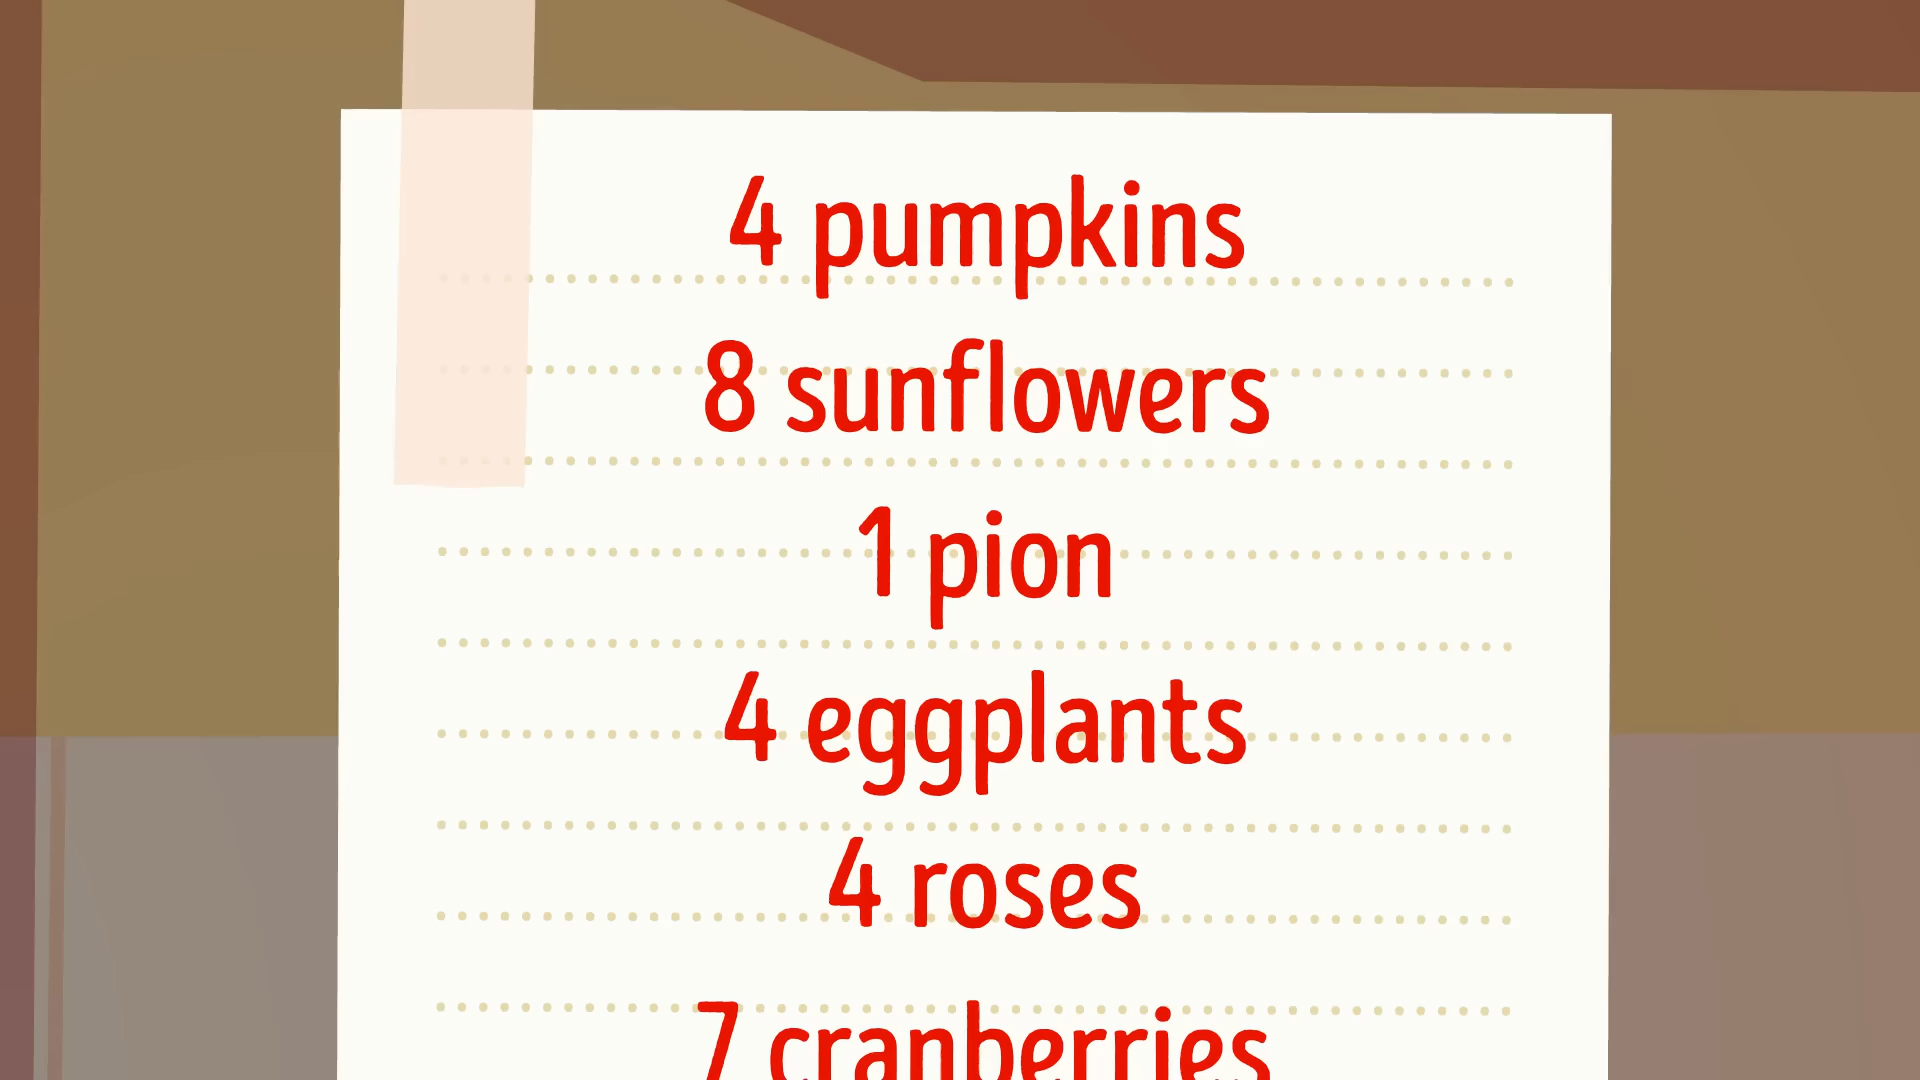 4 pumpkins
8 sunflowers
1 pion
4 eggplants
4 roses
7 cranberries